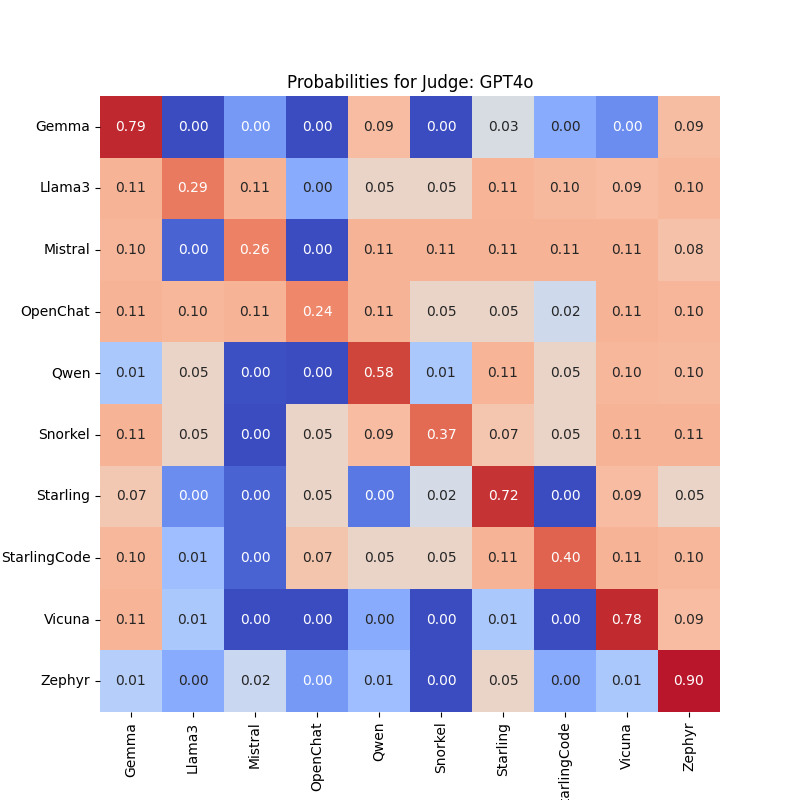 Probabilities for Judge: GPT4o
Gemma 0.79 0.00 0.00 0.00 0.09 0.00 0.03 0.00 0.00 0.09
Llama3 0.11 0.29 0.11 0.00 0.05 0.05 0.11 0.10 0.09 0.10
Mistral 0.10 0.00 0.26 0.00 0.11 0.11 0.11 0.11 0.11 0.08
OpenChat 0.11 0.10 0.11 0.24 0.11 0.05 0.05 0.02 0.11 0.10
Qwen 0.01 0.05 0.00 0.00 0.58 0.01 0.11 0.05 0.10 0.10
Snorkel 0.11 0.05 0.00 0.05 0.09 0.37 0.07 0.05 0.11 0.11
Starling 0.07 0.00 0.00 0.05 0.00 0.02 0.72 0.00 0.09 0.05
StarlingCode 0.10 0.01 0.00 0.07 0.05 0.05 0.11 0.40 0.11 0.10
Vicuna 0.11 0.01 0.00 0.00 0.00 0.00 0.01 0.00 0.78 0.09
Zephyr 0.01 0.00 0.02 0.00 0.01 0.00 0.05 0.00 0.01 0.90
Gemma Llama3 Mistral OpenChat Qwen Snorkel Starling arlingCode Vicuna Zephyr